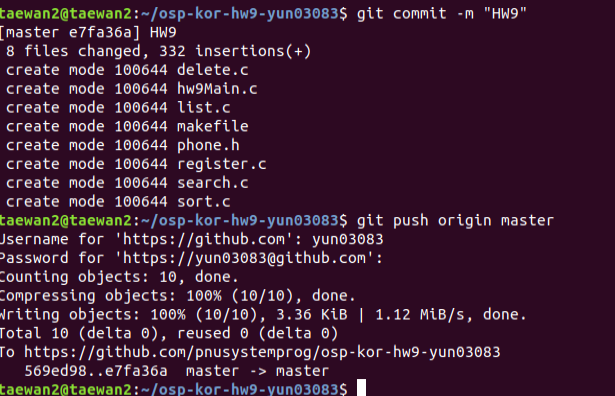 taewan2@taewan2:~/osp-kor-hw9-yun03083$ git commit -m "HW9"
[master e7fa36a] HW9
 8 files changed, 332 insertions(+)
 create mode 100644 delete.c
 create mode 100644 hw9Main.c
 create mode 100644 list.c
 create mode 100644 makefile
 create mode 100644 phone.h
 create mode 100644 register.c
 create mode 100644 search.c
 create mode 100644 sort.c
taewan2@taewan2:~/osp-kor-hw9-yun03083$ git push origin master
Username for 'https://github.com': yun03083
Password for 'https://yun03083@github.com':
Counting objects: 10, done.
Compressing objects: 100% (10/10), done.
Writing objects: 100% (10/10), 3.36 KiB | 1.12 MiB/s, done.
Total 10 (delta 0), reused 0 (delta 0)
To https://github.com/pnusystemprog/osp-kor-hw9-yun03083
   569ed98..e7fa36a  master -> master
taewan2@taewan2:~/osp-kor-hw9-yun03083$